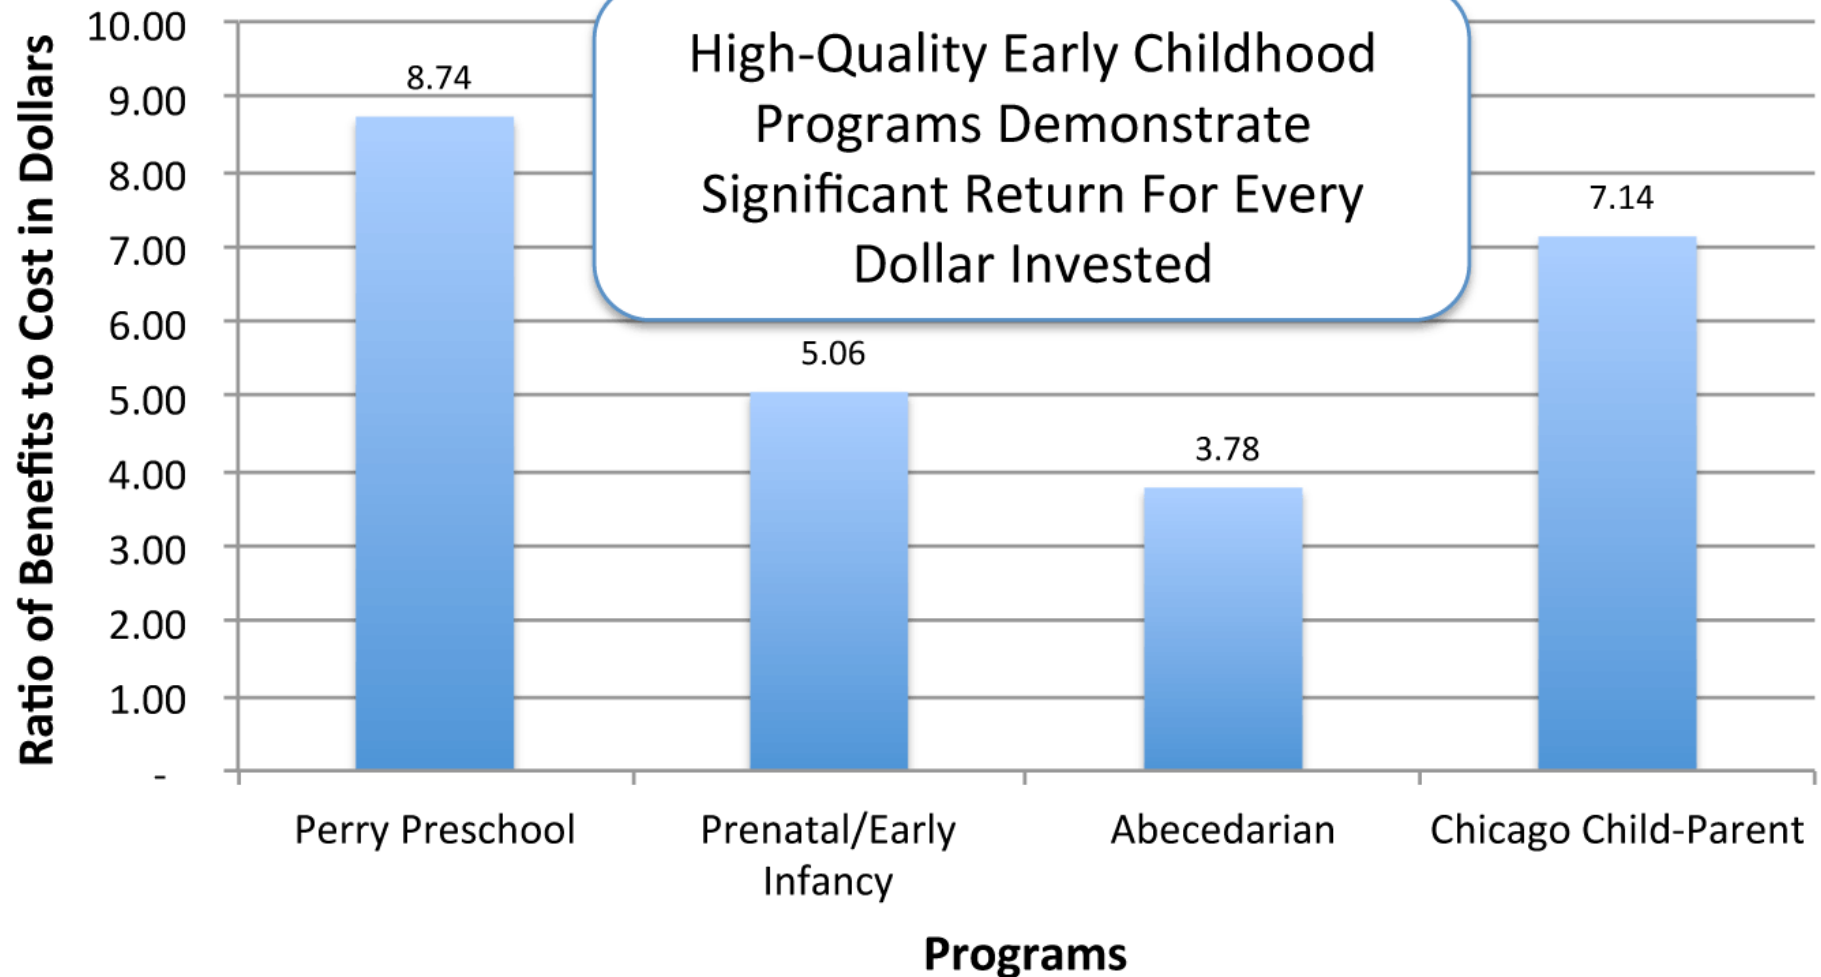 High-Quality Early Childhood
Programs Demonstrate
Significant Return For Every
Dollar Invested
Ratio of Benefits to Cost in Dollars
10.00
9.00
8.00
7.00
6.00
5.00
4.00
3.00
2.00
1.00
-
8.74
5.06
3.78
7.14
Perry Preschool
Prenatal/Early
Infancy
Abecedarian
Chicago Child-Parent
Programs